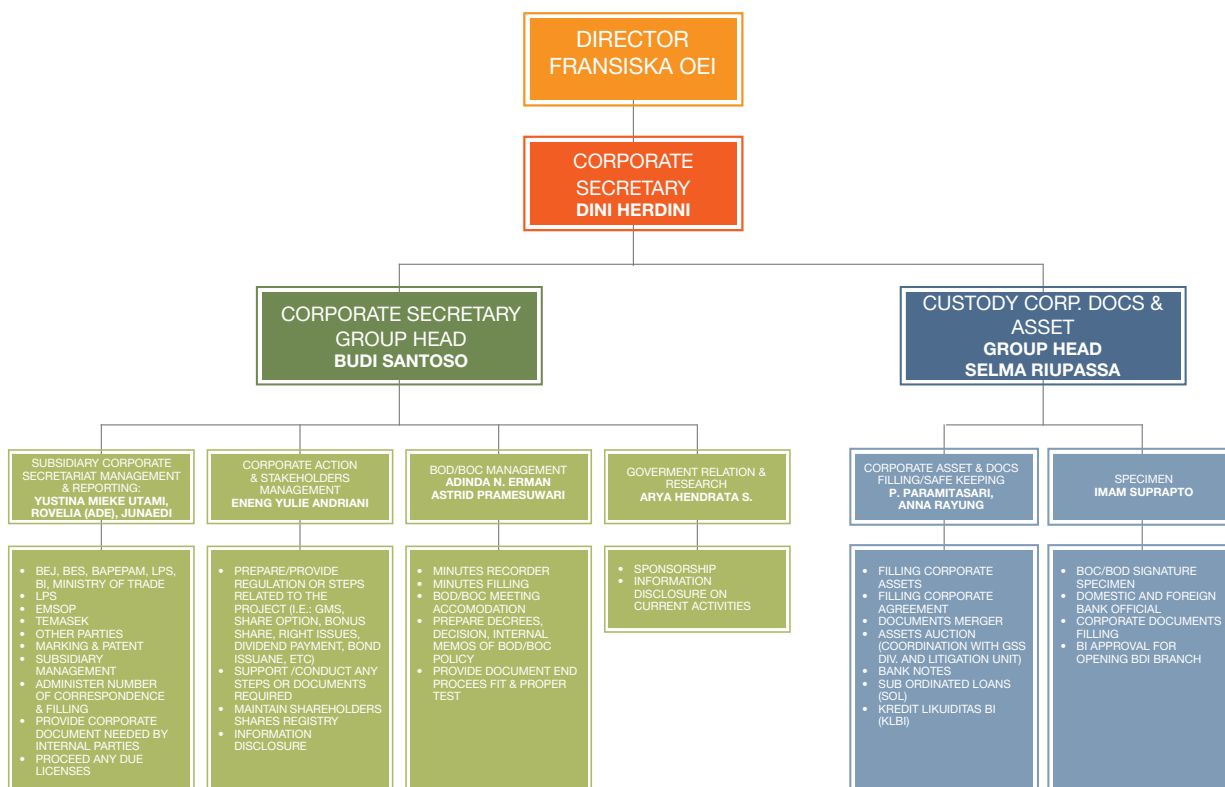 DIRECTOR
FRANSISKA OEI
CORPORATE
SECRETARY
DINI HERDINI
CORPORATE SECRETARY
GROUP HEAD
BUDI SANTOSO
CUSTODY CORP. DOCS &
ASSET
GROUP HEAD
SELMA RIUPASSA
SUBSIDIARY CORPORATE
SECRETARIAT MANAGEMENT
& REPORTING:
YUSTINA MIEKE UTAMI,
ROVELIA (ADE), JUNAEDI
CORPORATE ACTION
& STAKEHOLDERS
MANAGEMENT
ENENG YULIE ANDRIANI
BOD/BOC MANAGEMENT
ADINDA N. ERMAN
ASTRID PRAMESUWARI
GOVERMENT RELATION &
RESEARCH
ARYA HENDRATA S.
CORPORATE ASSET & DOCS
FILLING/SAFE KEEPING
P. PARAMITASARI,
ANNA RAYUNG
SPECIMEN
IMAM SUPRAPTO
• BEJ, BES, BAPEPAM, LPS,
BI, MINISTRY OF TRADE
• LPS
• EMSOP
• TEMASEK
• OTHER PARTIES
• MARKING & PATENT
• SUBSIDIARY
MANAGEMENT
• ADMINISTER NUMBER
OF CORRESPONDENCE
& FILLING
• PROVIDE CORPORATE
DOCUMENT NEEDED BY
INTERNAL PARTIES
• PROCEED ANY DUE
LICENSES
• PREPARE/PROVIDE
REGULATION OR STEPS
RELATED TO THE
PROJECT (I.E.: GMS,
SHARE OPTION, BONUS
SHARE, RIGHT ISSUES,
DIVIDEND PAYMENT, BOND
ISSUANE, ETC)
• SUPPORT /CONDUCT ANY
STEPS OR DOCUMENTS
REQUIRED
• MAINTAIN SHAREHOLDERS
SHARES REGISTRY
• INFORMATION
DISCLOSURE
• MINUTES RECORDER
• MINUTES FILLING
• BOD/BOC MEETING
ACCOMODATION
• PREPARE DECREES,
DECISION, INTERNAL
MEMOS OF BOD/BOC
POLICY
• PROVIDE DOCUMENT END
PROCEES FIT & PROPER
TEST
• SPONSORSHIP
• INFORMATION
DISCLOSURE ON
CURRENT ACTIVITIES
• FILLING CORPORATE
ASSETS
• FILLING CORPORATE
AGREEMENT
• DOCUMENTS MERGER
• ASSETS AUCTION
(COORDINATION WITH GSS
DIV. AND LITIGATION UNIT)
• BANK NOTES
• SUB ORDINATED LOANS
(SOL)
• KREDIT LIKUIDITAS BI
(KLBI)
• BOC/BOD SIGNATURE
SPECIMEN
• DOMESTIC AND FOREIGN
BANK OFFICIAL
• CORPORATE DOCUMENTS
FILLING
• BI APPROVAL FOR
OPENING BDI BRANCH